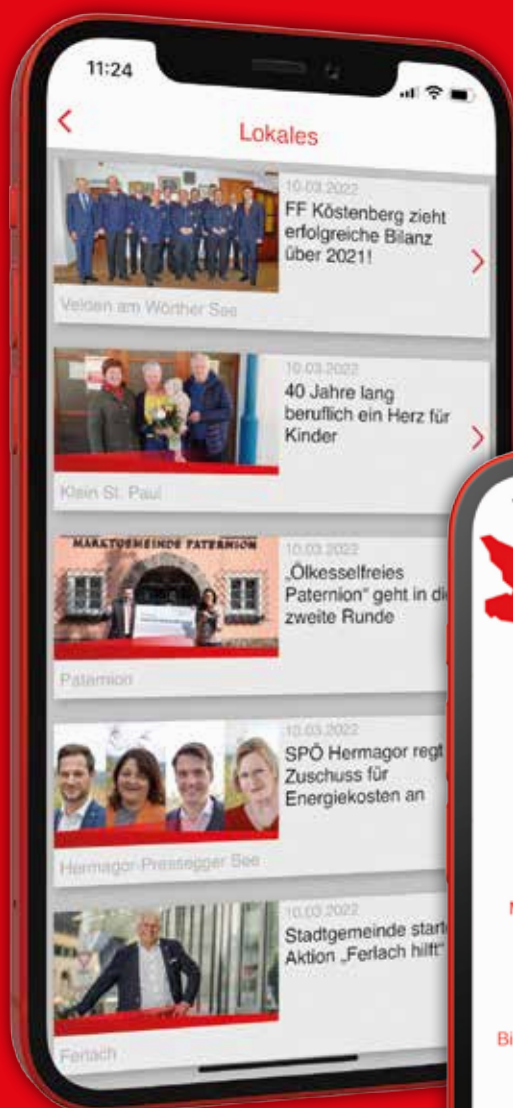 11:24
Lokales
10.03.2022
FF Köstenberg zieht
erfolgreiche Bilanz
über 2021!
Velden am Wörther See
10.03.2022
40 Jahre lang
beruflich ein Herz für
Kinder
Klein St. Paul
MARKTGEMEINDE PATERNION
10.03.2022
„Ölkesselfreies
Paternion“ geht in die
zweite Runde
Paternion
10.03.2022
SPÖ Hermagor regt
Zuschuss für
Energiekosten an
Hermagor-Pressegger See
10.03.2022
Stadtgemeinde start
Aktion „Ferlach hilft“
Ferlach